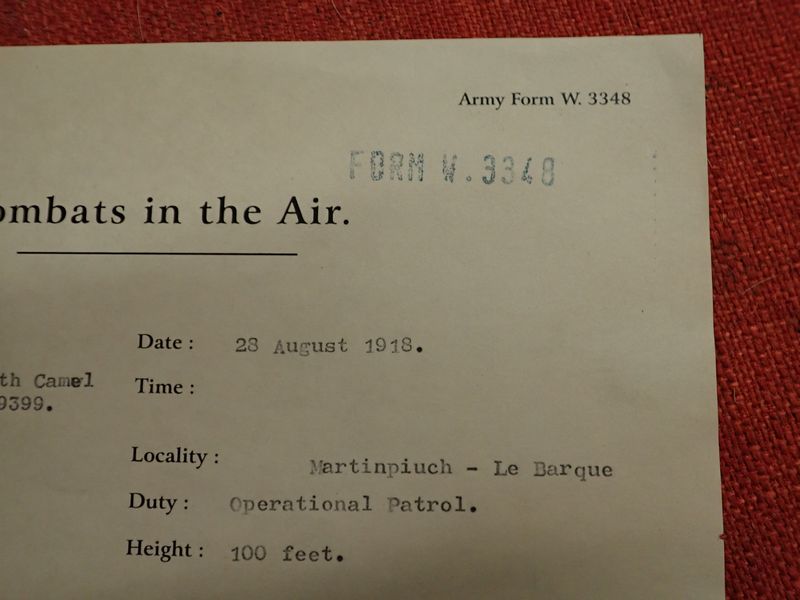 Army Form W. 3348
FORM W.3348
ombats in the Air.
Date : 28 August 1918.
th Camel
Time :
9399.
Locality : Martinpiuch - Le Barque
Duty : Operational Patrol.
Height : 100 feet.